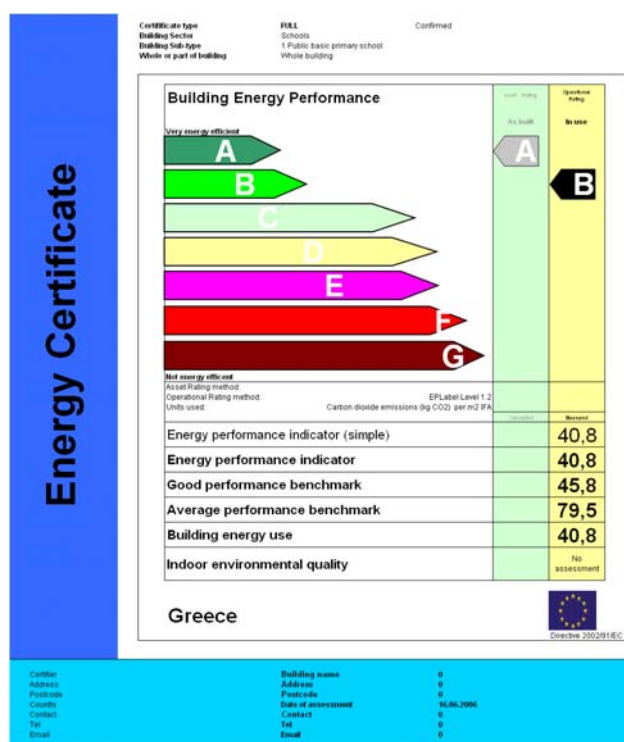 Certifificate type FULL Confirmed
Building Sector Schools
Building Sub-type 1 Public basic primary school
Whole or part of building Whole building
Energy Certificate
Building Energy Performance
Asset Rating
Operational Rating
As built
In use
Very energy efficient
A
A
B
B
C
D
E
F
G
Not energy efficent
Asset Rating method:
Operational Rating method: EPLabel Level 1.2
Units used: Carbon dioxide emissions (kg CO2) per m2 IFA
Calculated Measured
Energy performance indicator (simple) 40,8
Energy performance indicator 40,8
Good performance benchmark 45,8
Average performance benchmark 79,5
Building energy use 40,8
Indoor environmental quality No assessment
Greece
Directive 2002/91/EC
Certifier Building name 0
Address Address 0
Postcode Postcode 0
Country Date of assessment 16.06.2006
Contact Contact 0
Tel Tel 0
Email Email 0